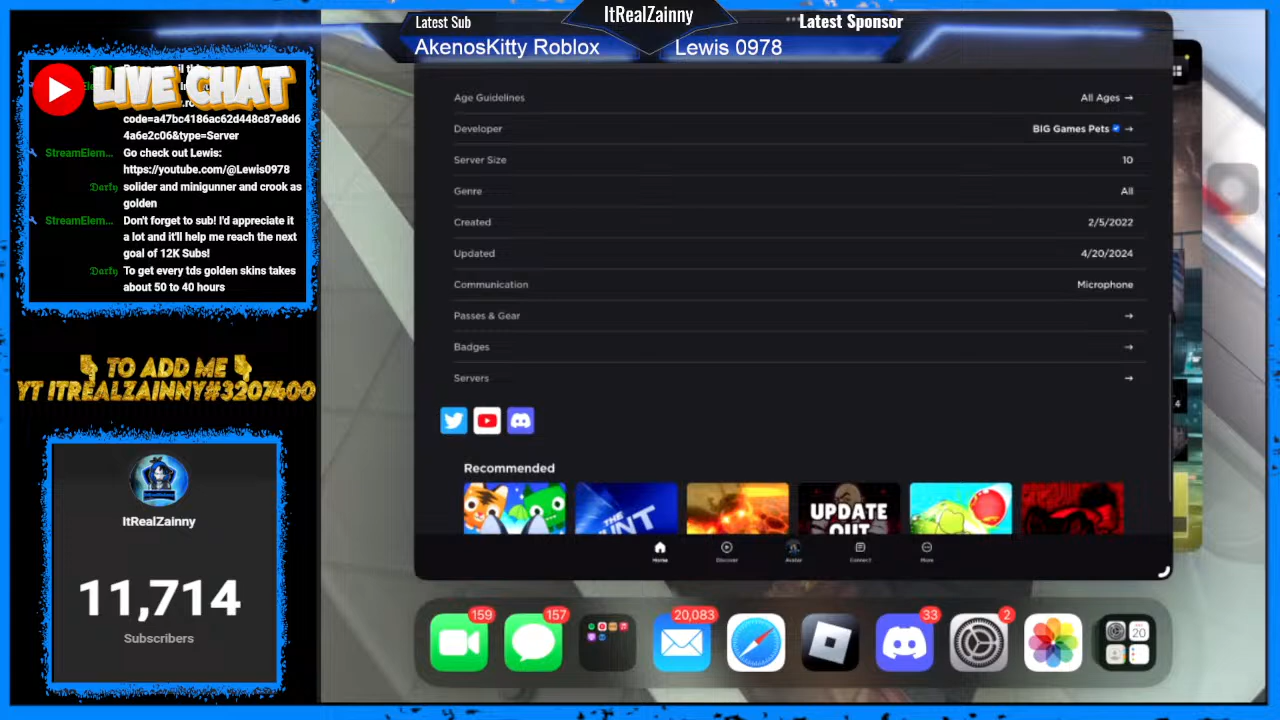 Latest Sub
ItRealZainny
Latest Sponsor
AkenosKitty Roblox
Lewis 0978
LIVE CHAT
code=a47bc4186ac62d448c87e8d6
4a6e2c06&type=Server
StreamElem... Go check out Lewis:
https://youtube.com/@Lewis0978
Darly solider and minigunner and crook as
golden
StreamElem... Don't forget to sub! I'd appreciate it
a lot and it'll help me reach the next
goal of 12K Subs!
Darly To get every tds golden skins takes
about 50 to 40 hours
TO ADD ME
YT ITREALZAINNY#3207400
ItRealZainny
11,714
Subscribers
Age Guidelines All Ages →
Developer BIG Games Pets →
Server Size 10
Genre All
Created 2/5/2022
Updated 4/20/2024
Communication Microphone
Passes & Gear →
Badges →
Servers →
Recommended
THE HUNT
UPDATE
OUT
Home Discover Avatar Connect More
159
157
20,083
33
2
20
4